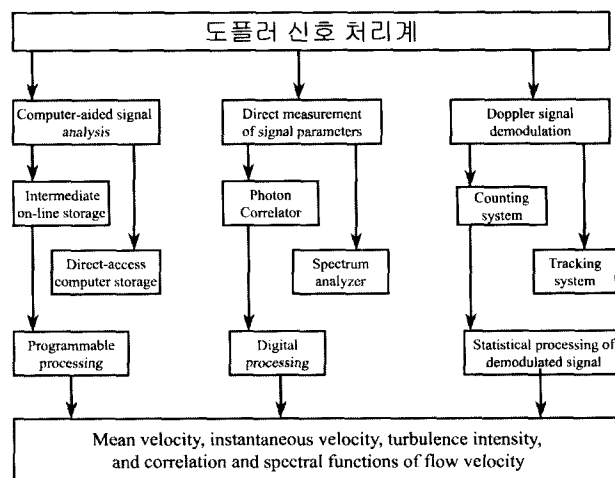 도플러 신호 처리계
Computer-aided signal
analysis
Direct measurement
of signal parameters
Doppler signal
demodulation
Intermediate
on-line storage
Photon
Correlator
Counting
system
Direct-access
computer storage
Spectrum
analyzer
Tracking
system
Programmable
processing
Digital
processing
Statistical processing of
demodulated signal
Mean velocity, instantaneous velocity, turbulence intensity,
and correlation and spectral functions of flow velocity